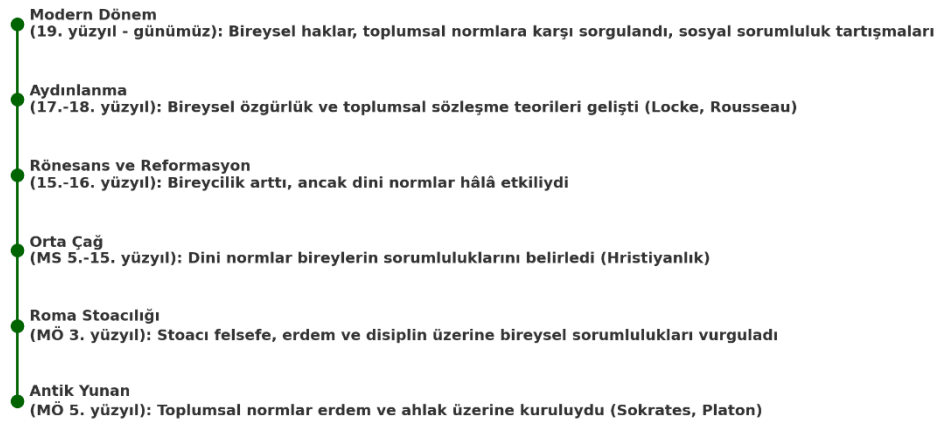 Modern Dönem
(19. yüzyıl - günümüz): Bireysel haklar, toplumsal normlara karşı sorgulandı, sosyal sorumluluk tartışmaları
Aydınlanma
(17.-18. yüzyıl): Bireysel özgürlük ve toplumsal sözleşme teorileri gelişti (Locke, Rousseau)
Rönesans ve Reformasyon
(15.-16. yüzyıl): Bireycilik arttı, ancak dini normlar hâlâ etkiliydi
Orta Çağ
(MS 5.-15. yüzyıl): Dini normlar bireylerin sorumluluklarını belirledi (Hristiyanlık)
Roma Stoacılığı
(MÖ 3. yüzyıl): Stoacı felsefe, erdem ve disiplin üzerine bireysel sorumlulukları vurguladı
Antik Yunan
(MÖ 5. yüzyıl): Toplumsal normlar erdem ve ahlak üzerine kuruluydu (Sokrates, Platon)